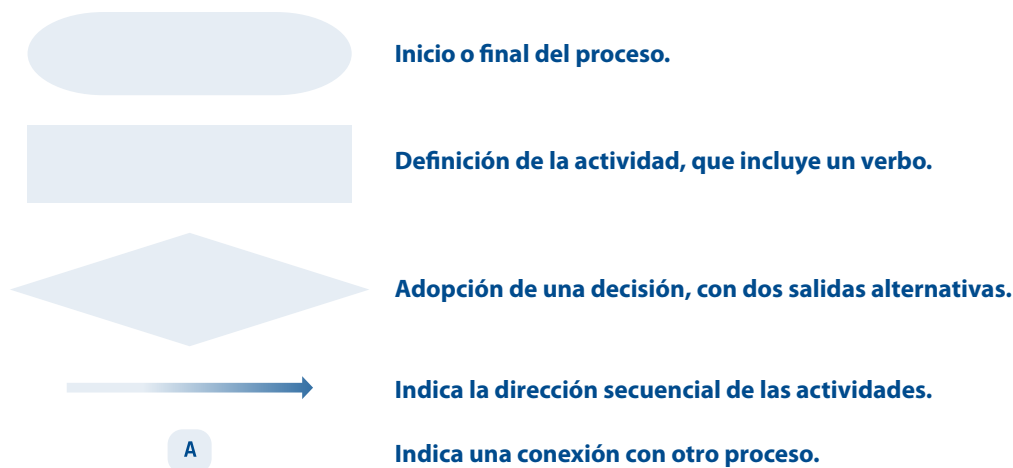 Inicio o final del proceso.
Definición de la actividad, que incluye un verbo.
Adopción de una decisión, con dos salidas alternativas.
Indica la dirección secuencial de las actividades.
A
Indica una conexión con otro proceso.